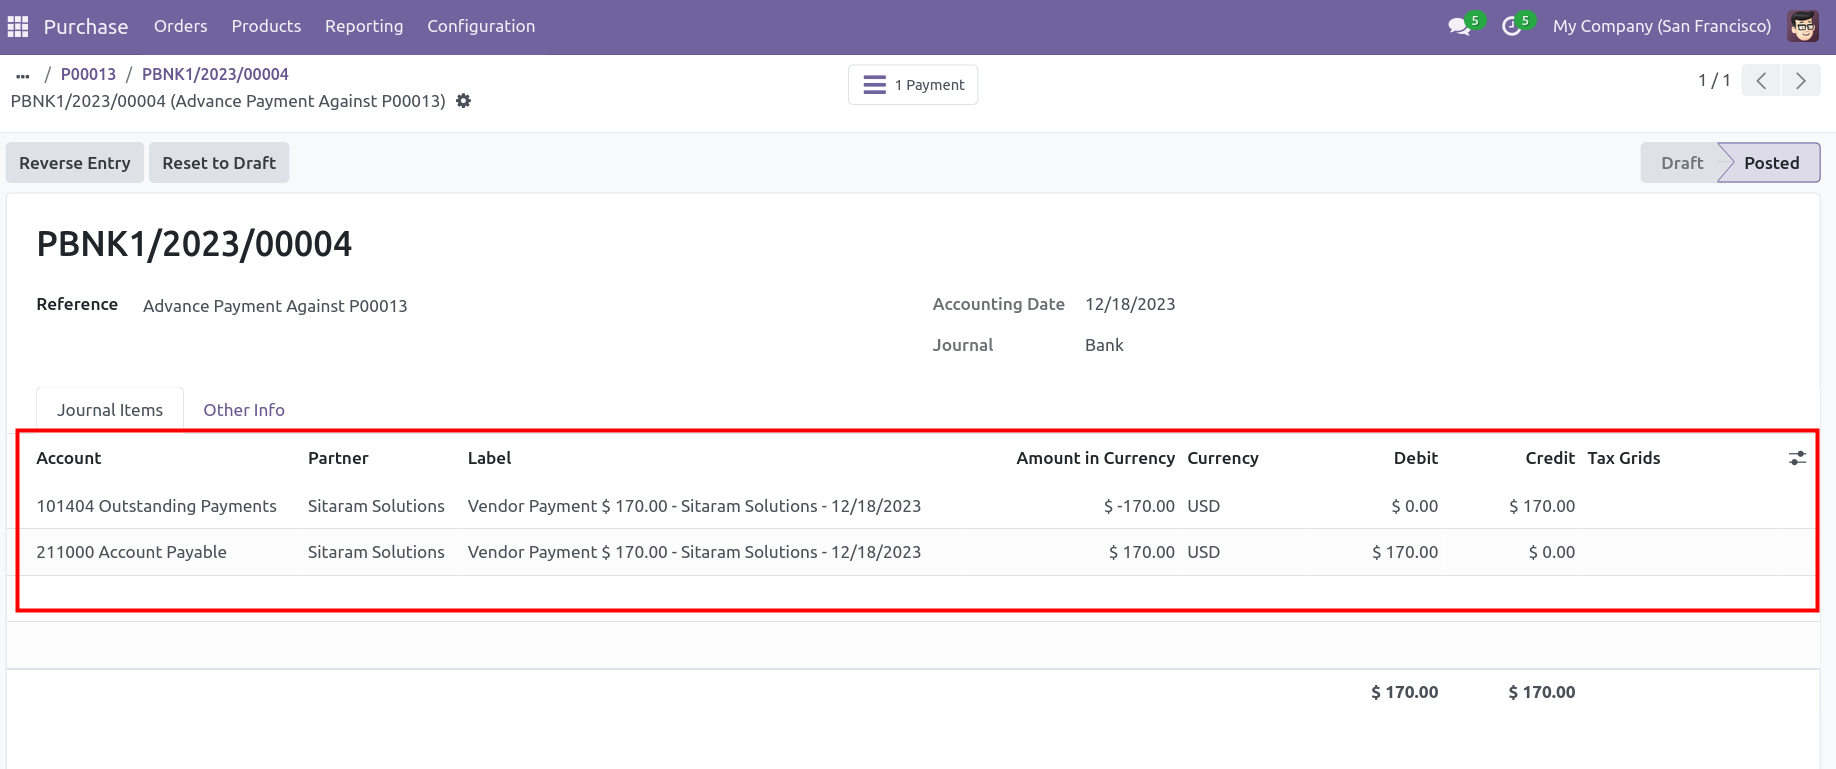 Purchase Orders Products Reporting Configuration 5 5 My Company (San Francisco)
... / P00013 / PBNK1/2023/00004
PBNK1/2023/00004 (Advance Payment Against P00013)
1 Payment
1 / 1
Reverse Entry Reset to Draft Draft Posted
PBNK1/2023/00004
Reference Advance Payment Against P00013 Accounting Date 12/18/2023
Journal Bank
Journal Items Other Info
Account Partner Label Amount in Currency Currency Debit Credit Tax Grids
101404 Outstanding Payments Sitaram Solutions Vendor Payment $ 170.00 - Sitaram Solutions - 12/18/2023 $ -170.00 USD $ 0.00 $ 170.00
211000 Account Payable Sitaram Solutions Vendor Payment $ 170.00 - Sitaram Solutions - 12/18/2023 $ 170.00 USD $ 170.00 $ 0.00
$ 170.00 $ 170.00